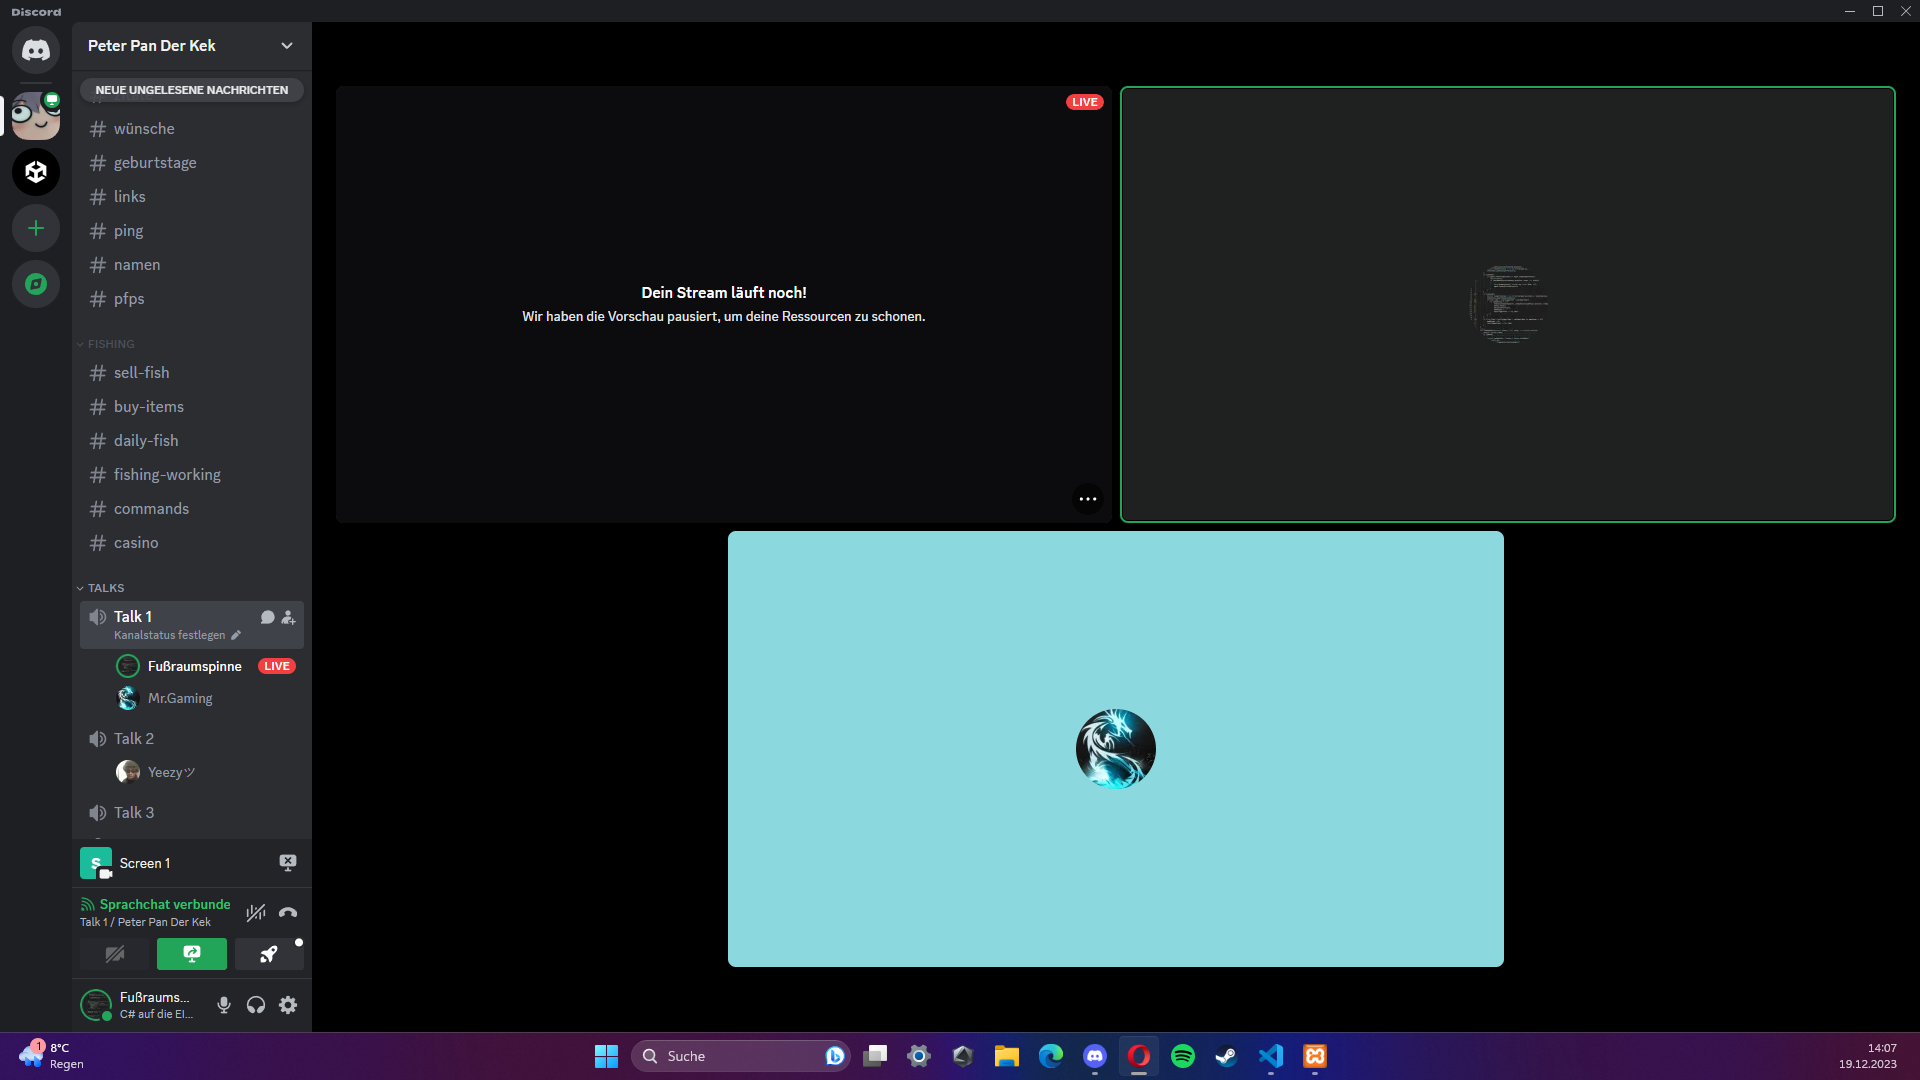 Discord
Peter Pan Der Kek
NEUE UNGELESENE NACHRICHTEN
wünsche
geburtstage
links
ping
namen
pfps
FISHING
sell-fish
buy-items
daily-fish
fishing-working
commands
casino
TALKS
Talk 1
Kanalstatus festlegen
Fußraumspinne LIVE
Mr.Gaming
Talk 2
Yeezyツ
Talk 3
S Screen 1
Sprachchat verbunde
Talk 1 / Peter Pan Der Kek
Fußraums...
C# auf die El...
LIVE
Dein Stream läuft noch!
Wir haben die Vorschau pausiert, um deine Ressourcen zu schonen.
1
8°C
Regen
Suche
14:07
19.12.2023